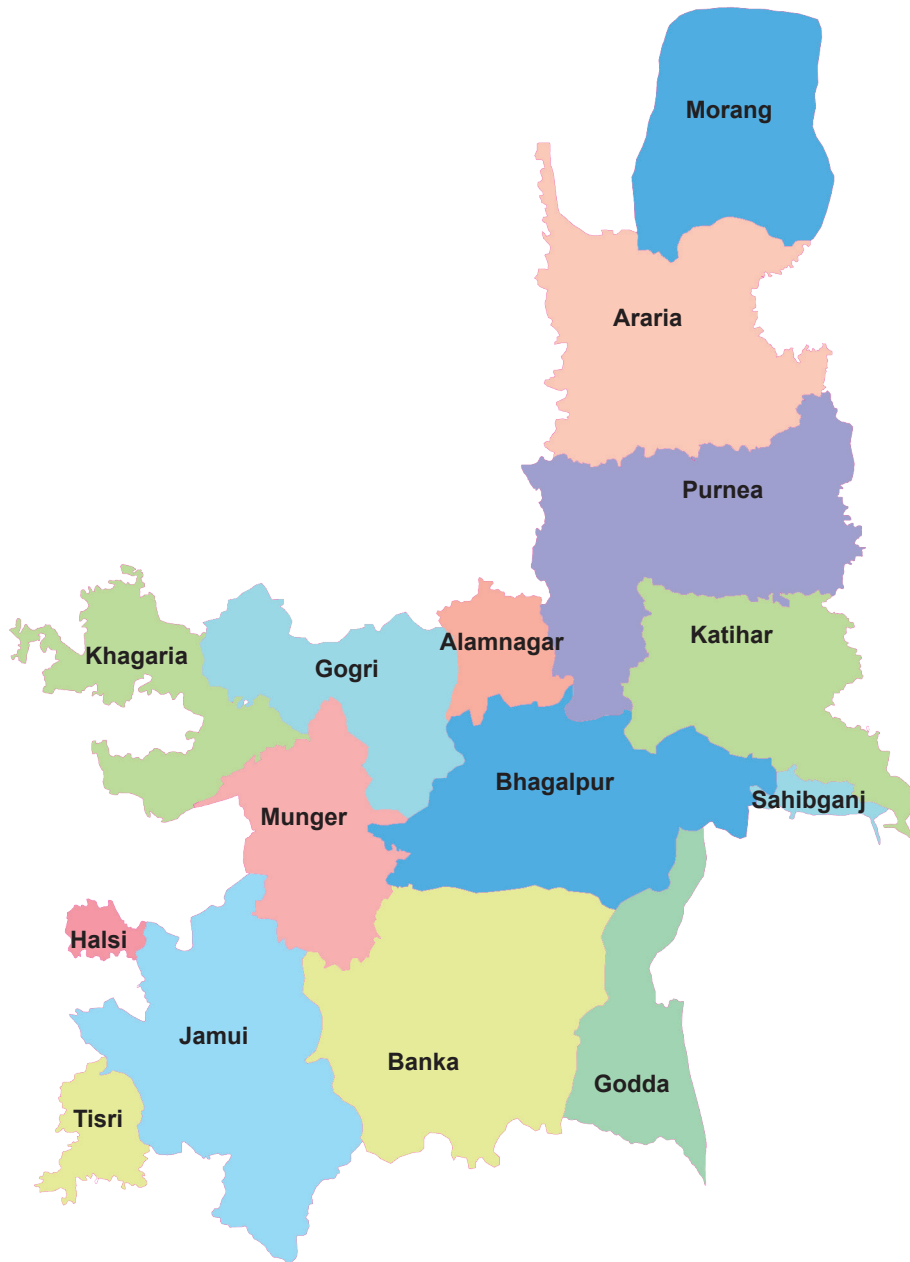 Morang
Araria
Purnea
Katihar
Alamnagar
Khagaria
Gogri
Bhagalpur
Sahibganj
Munger
Halsi
Jamui
Banka
Godda
Tisri